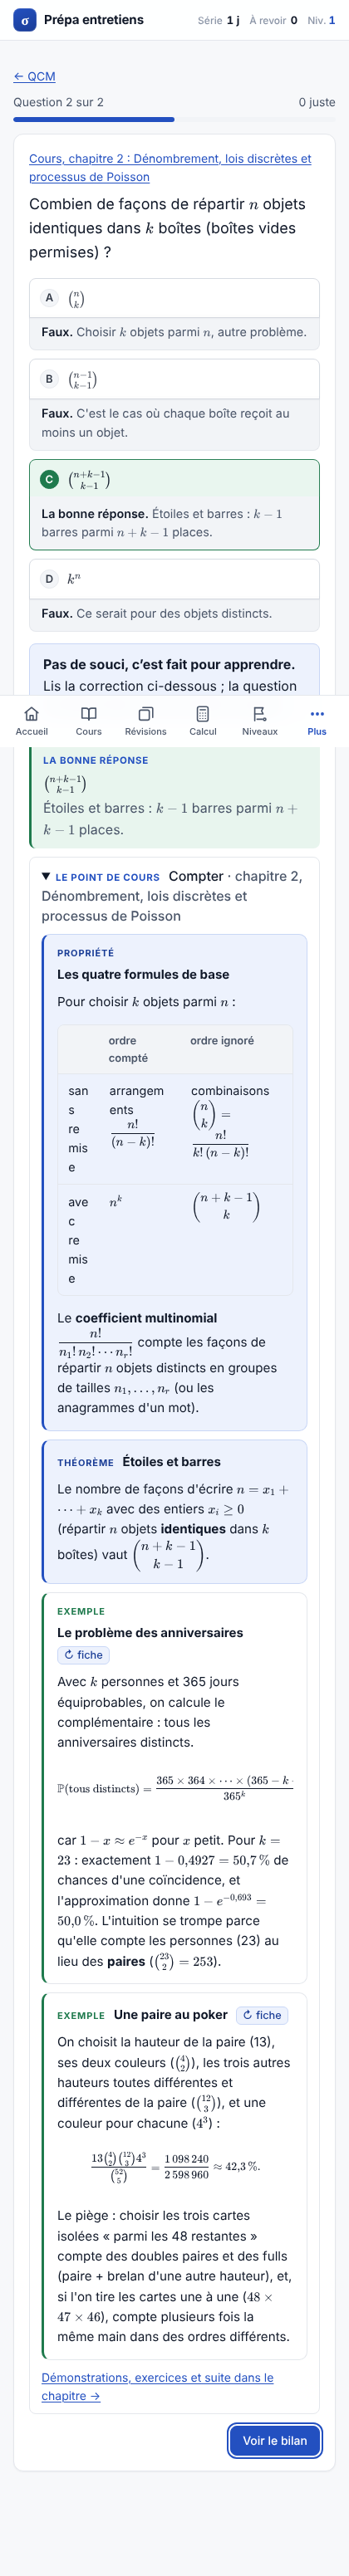 σ Prépa entretiens Série 1 j À revoir 0 Niv. 1
← QCM
Question 2 sur 2 0 juste
Cours, chapitre 2 : Dénombrement, lois discrètes et
processus de Poisson
Combien de façons de répartir n objets
identiques dans k boîtes (boîtes vides
permises) ?
A (n k)
Faux. Choisir k objets parmi n, autre problème.
B (n−1 k−1)
Faux. C'est le cas où chaque boîte reçoit au
moins un objet.
C (n+k−1 k−1)
La bonne réponse. Étoiles et barres : k − 1
barres parmi n + k − 1 places.
D kⁿ
Faux. Ce serait pour des objets distincts.
Pas de souci, c’est fait pour apprendre.
Lis la correction ci-dessous ; la question
Accueil Cours Révisions Calcul Niveaux Plus
LA BONNE RÉPONSE
(n+k−1 k−1)
Étoiles et barres : k − 1 barres parmi n +
k − 1 places.
▼ LE POINT DE COURS Compter · chapitre 2,
Dénombrement, lois discrètes et
processus de Poisson
PROPRIÉTÉ
Les quatre formules de base
Pour choisir k objets parmi n :
ordre
compté
ordre ignoré
san
s
re
mis
e
arrangem
ents
n!
(n − k)!
combinaisons
(n k) =
n!
k! (n − k)!
ave
c
re
mis
e
nᵏ
(n + k − 1 k)
Le coefficient multinomial
n!
n₁! n₂! ⋯ nᵣ! compte les façons de
répartir n objets distincts en groupes
de tailles n₁, …, nᵣ (ou les
anagrammes d'un mot).
THÉORÈME Étoiles et barres
Le nombre de façons d'écrire n = x₁ +
⋯ + xₖ avec des entiers xᵢ ≥ 0
(répartir n objets identiques dans k
boîtes) vaut (n + k − 1 k − 1).
EXEMPLE
Le problème des anniversaires
↻ fiche
Avec k personnes et 365 jours
équiprobables, on calcule le
complémentaire : tous les
anniversaires distincts.
ℙ(tous distincts) = 365 × 364 × ⋯ × (365 − k
365ᵏ
car 1 − x ≈ e⁻ˣ pour x petit. Pour k =
23 : exactement 1 − 0,4927 = 50,7 % de
chances d'une coïncidence, et
l'approximation donne 1 − e^−0,693 =
50,0 %. L'intuition se trompe parce
qu'elle compte les personnes (23) au
lieu des paires ((23 2) = 253).
EXEMPLE Une paire au poker ↻ fiche
On choisit la hauteur de la paire (13),
ses deux couleurs ((4 2)), les trois autres
hauteurs toutes différentes et
différentes de la paire ((12 3)), et une
couleur pour chacune (4³) :
13(4 2)(12 3)4³ / (52 5) = 1 098 240 / 2 598 960 ≈ 42,3 %.
Le piège : choisir les trois cartes
isolées « parmi les 48 restantes »
compte des doubles paires et des fulls
(paire + brelan d'une autre hauteur), et,
si l'on tire les cartes une à une (48 ×
47 × 46), compte plusieurs fois la
même main dans des ordres différents.
Démonstrations, exercices et suite dans le
chapitre →
Voir le bilan